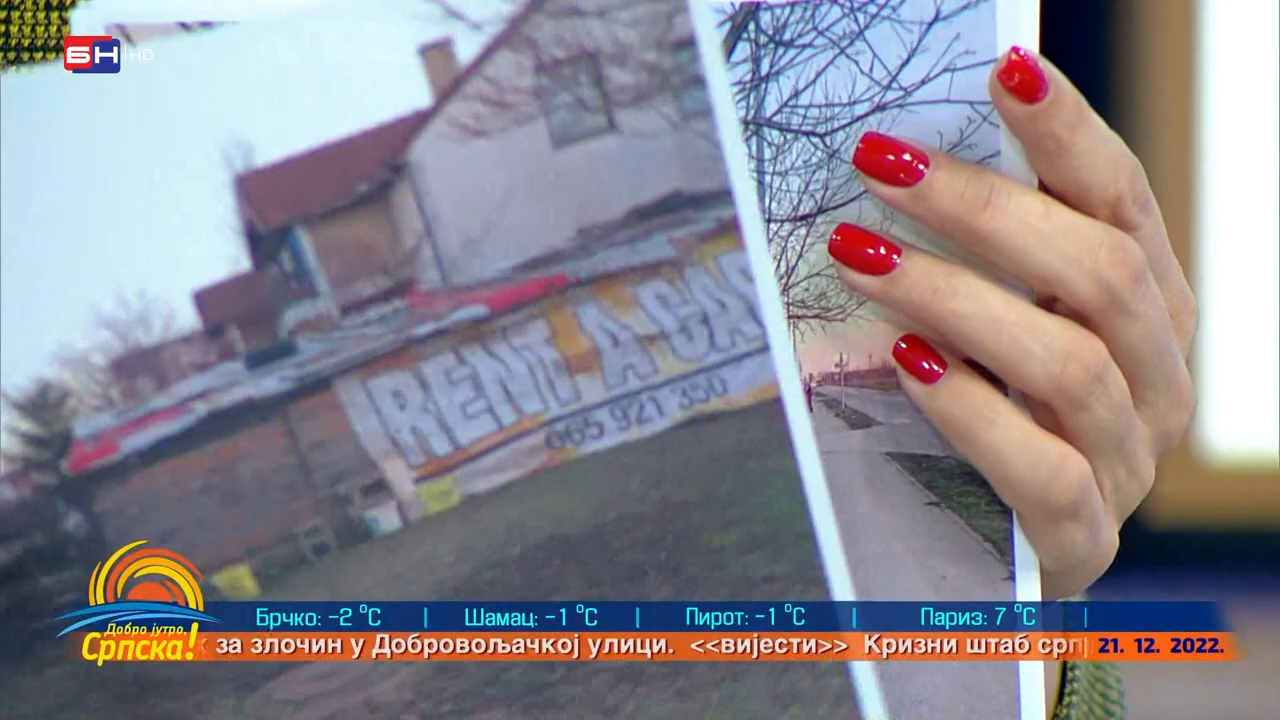 БН HD
RENT A CAR
065 921 350
Брчко: -2 °C | Шамац: -1 °C | Пирот: -1 °C | Париз: 7 °C |
Добро јутро,
Српска!
за злочин у Добровољачкој улици. <<вијести>> Кризни штаб срп
21. 12. 2022.